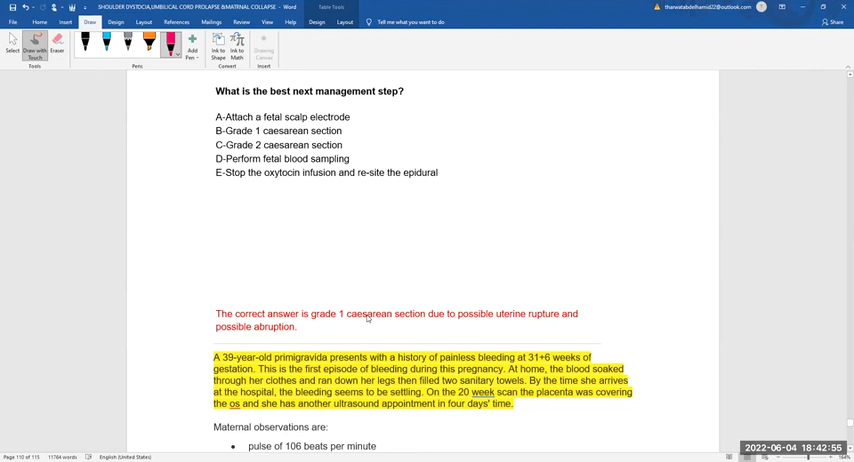 SHOULDER DYSTOCIA,UMBILICAL CORD PROLAPSE &MATERNAL COLLAPSE - Word
Table Tools
tharwatabdelhamid22@outlook.com
File Home Insert Draw Design Layout References Mailings Review View Help Design Layout Tell me what you want to do
Share
Select
Draw with Touch
Eraser
Add Pen
Ink to Shape
Ink to Math
Drawing Canvas
Tools
Pens
Convert
Insert
What is the best next management step?
A-Attach a fetal scalp electrode
B-Grade 1 caesarean section
C-Grade 2 caesarean section
D-Perform fetal blood sampling
E-Stop the oxytocin infusion and re-site the epidural
The correct answer is grade 1 caesarean section due to possible uterine rupture and
possible abruption.
A 39-year-old primigravida presents with a history of painless bleeding at 31+6 weeks of
gestation. This is the first episode of bleeding during this pregnancy. At home, the blood soaked
through her clothes and ran down her legs then filled two sanitary towels. By the time she arrives
at the hospital, the bleeding seems to be settling. On the 20 week scan the placenta was covering
the os and she has another ultrasound appointment in four days' time.
Maternal observations are:
• pulse of 106 beats per minute
2022-06-04 18:42:55
Page 110 of 115 11764 words English (United States)
164%